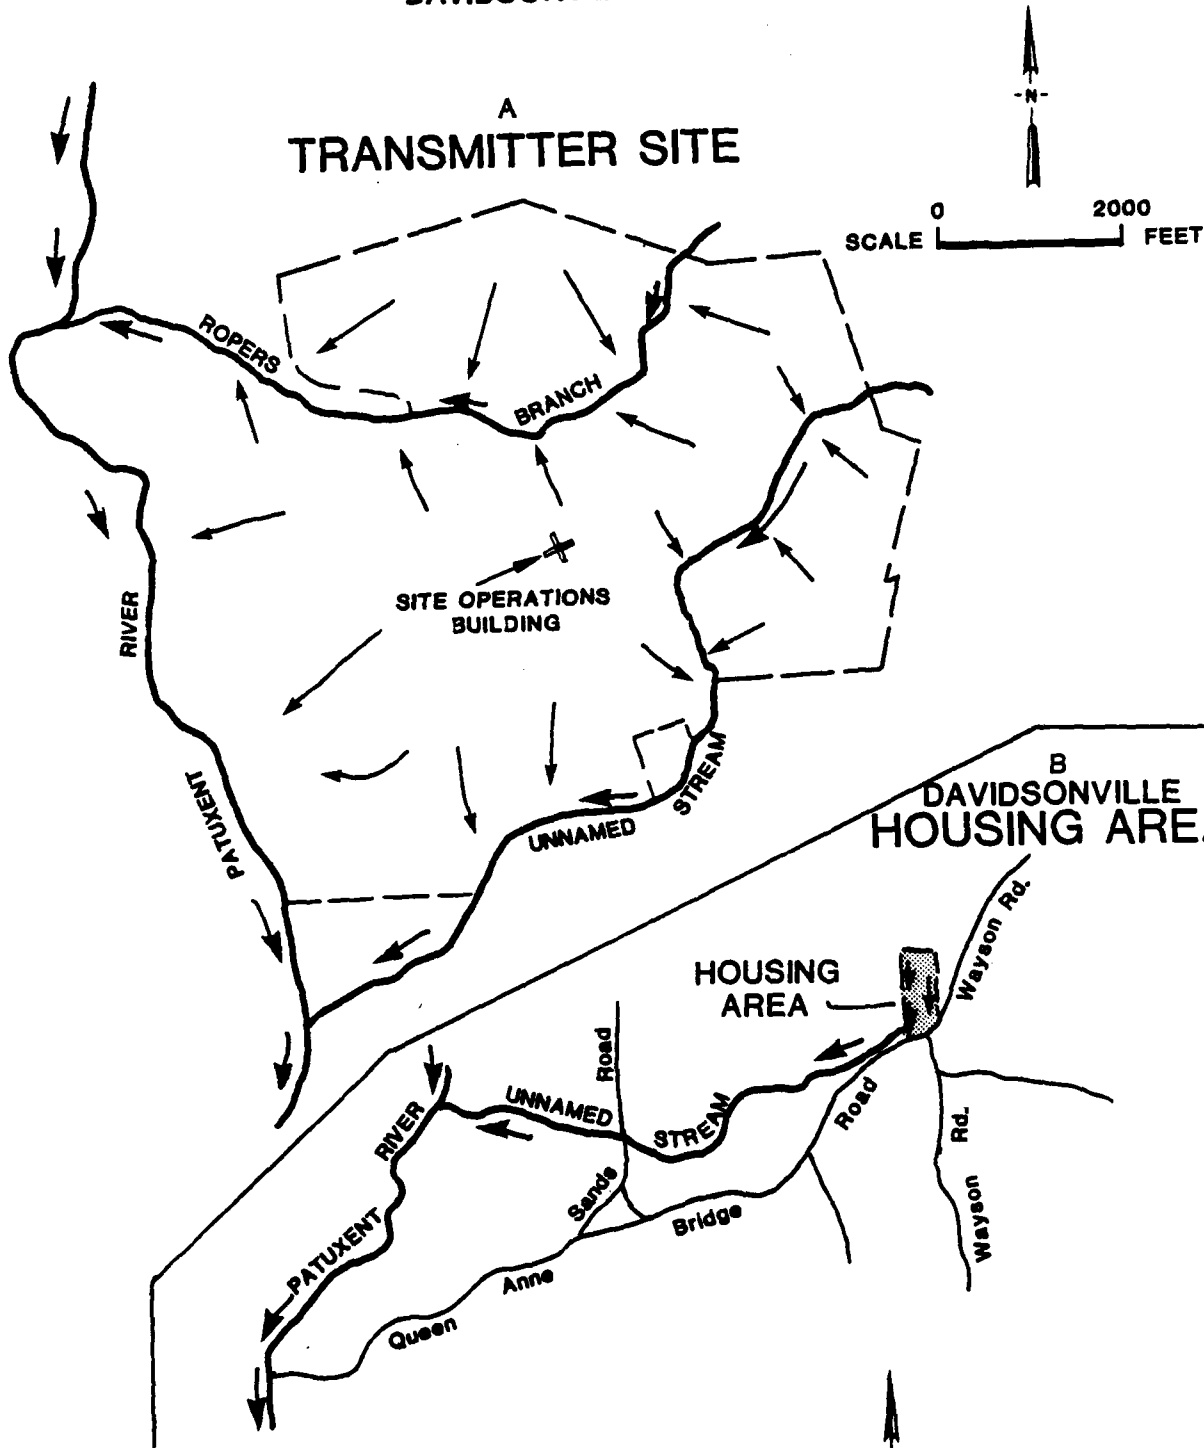 A
TRANSMITTER SITE
-N-
0 2000
SCALE FEET
ROPERS
BRANCH
SITE OPERATIONS
BUILDING
RIVER
PATUXENT
STREAM
UNNAMED
B
DAVIDSONVILLE
HOUSING
Wayson Rd.
HOUSING
AREA
Road
UNNAMED
STREAM
Road
RIVER
Rd.
Sands
Bridge
Wayson
PATUXENT
Anne
Queen